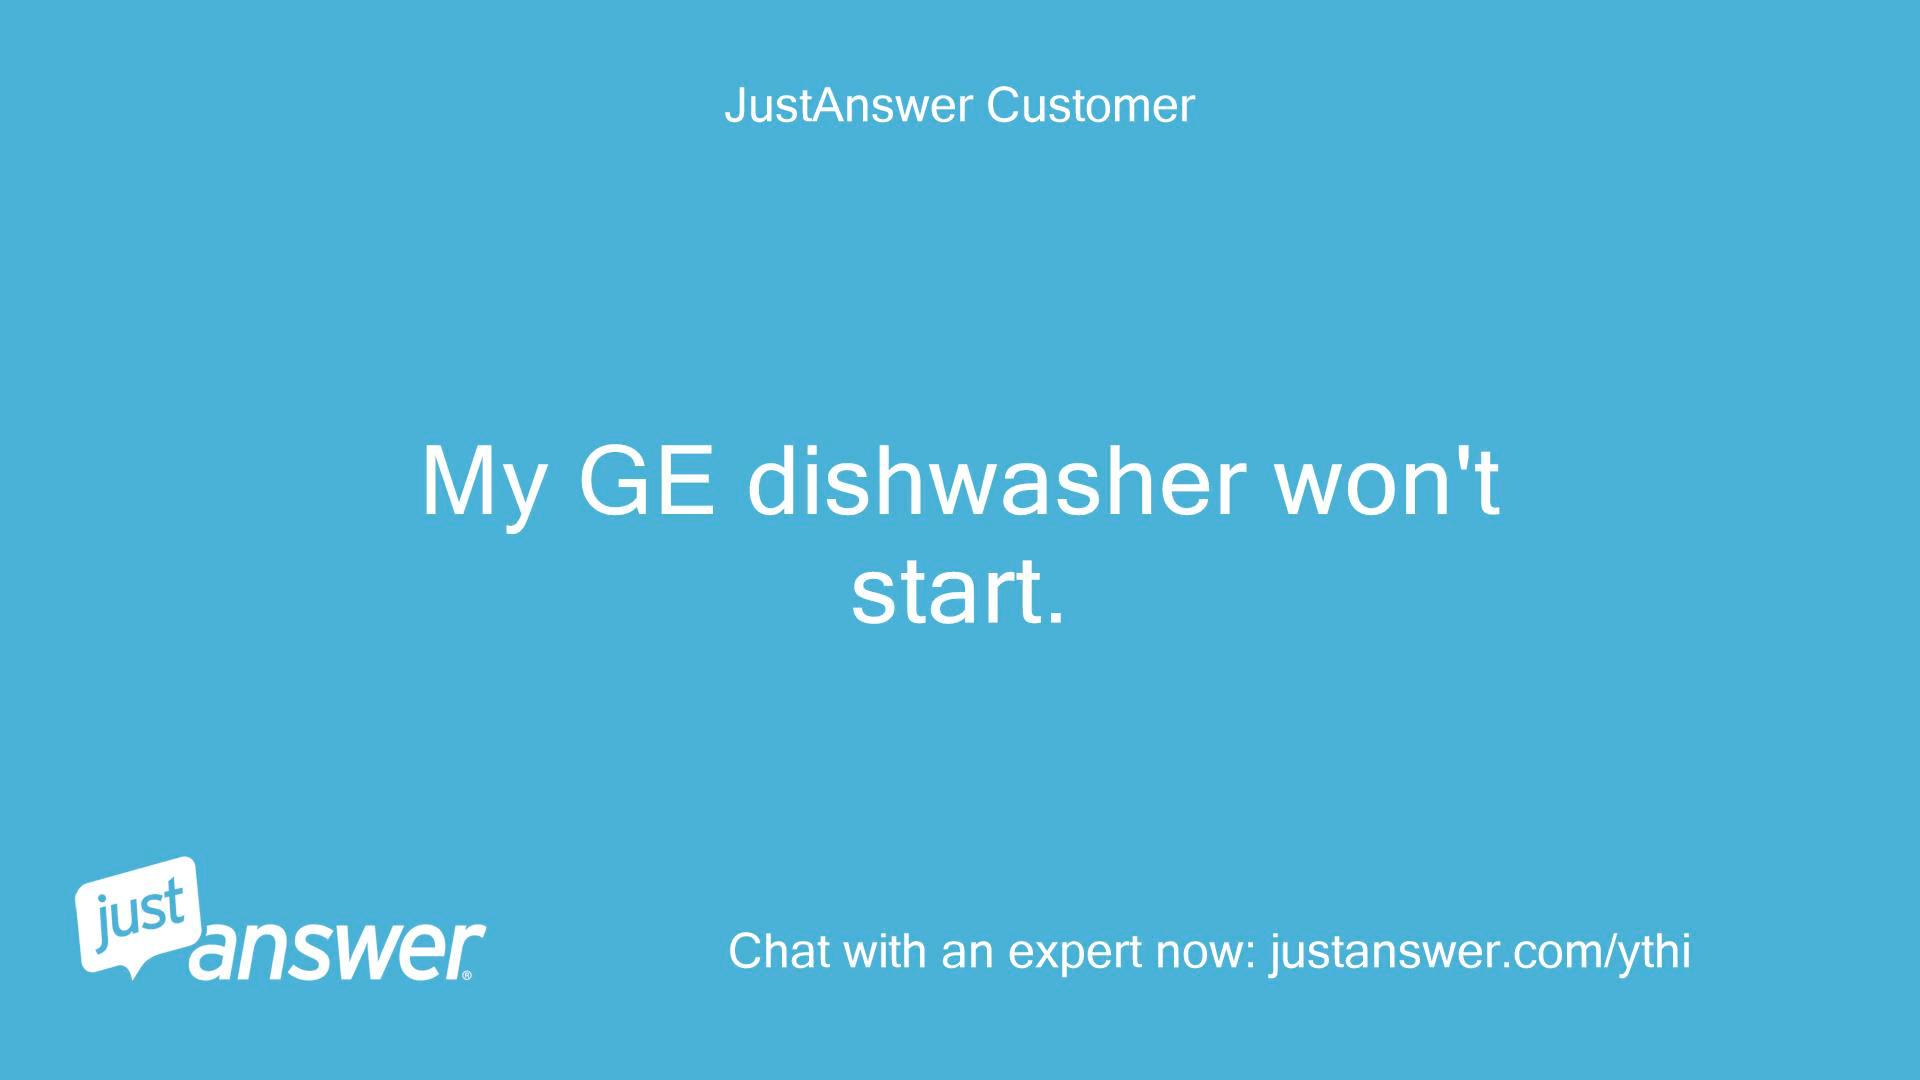 JustAnswer Customer
My GE dishwasher won't
start.
just
answer®
Chat with an expert now: justanswer.com/ythi